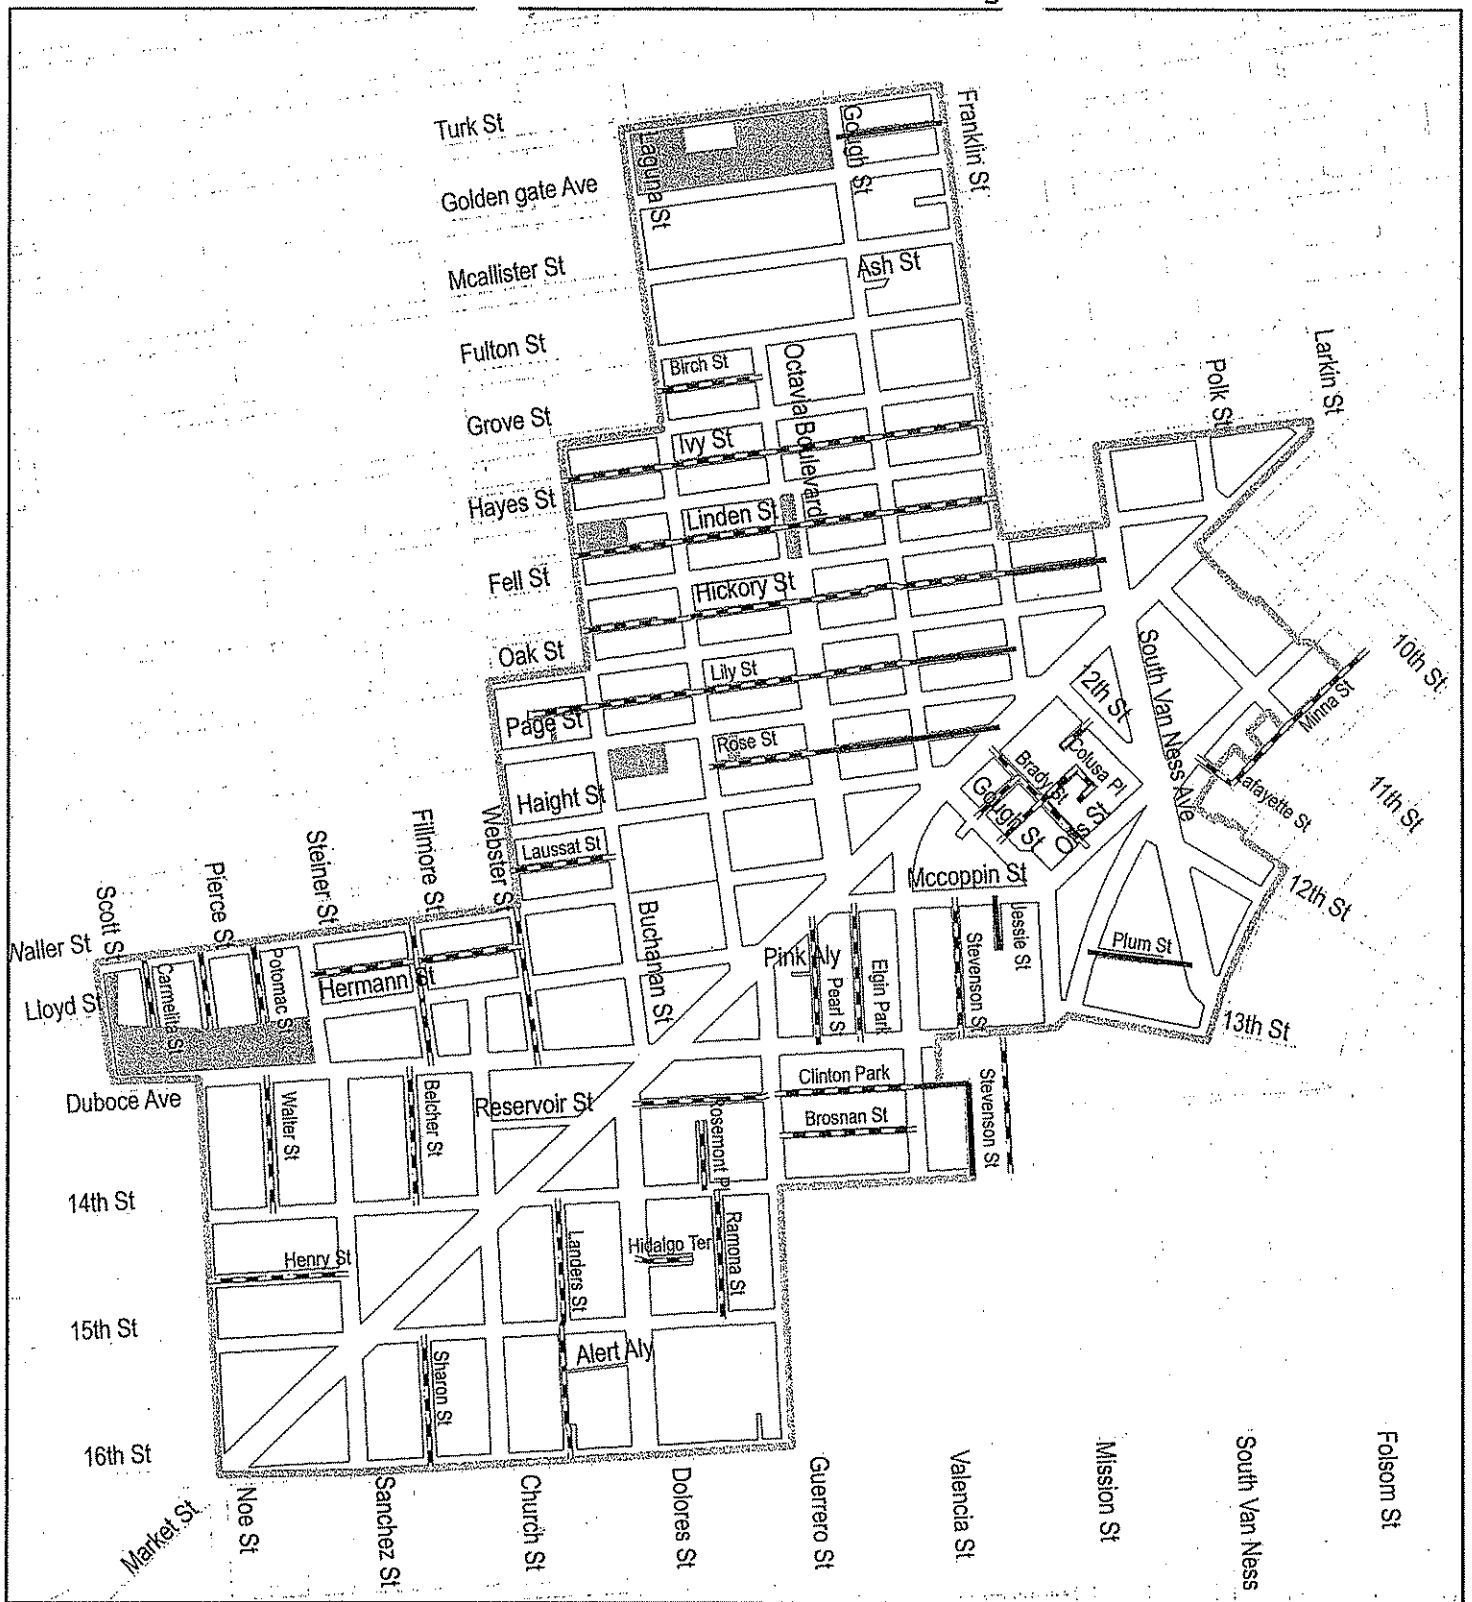 Turk St
Golden gate Ave
Mcallister St
Fulton St
Grove St
Hayes St
Fell St
Oak St
Page St
Haight St
Laussat St
Laguna St
Gough St
Franklin St
Ash St
Birch St
Octavia Boulevard
Ivy St
Linden St
Hickory St
Lily St
Rose St
Polk St
Larkin St
10th St
11th St
12th St
13th St
South Van Ness Ave
12th St
Minna St
Lafayette St
Colusa Pl
Brady St
Gough St
Mccoppin St
Jessie St
Plum St
Stevenson St
Elgin Park
Pearl St
Pink Aly
Buchanan St
Webster St
Fillmore St
Steiner St
Pierce St
Scott St
Waller St
Lloyd St
Carmelita St
Potomac St
Hermann St
Duboce Ave
Walter St
Belcher St
Reservoir St
Clinton Park
Brosnan St
Stevenson St
Rosemont Pl
14th St
Henry St
Landers St
Hidalgo Ter
Ramona St
15th St
Sharon St
Alert Aly
16th St
Market St
Noe St
Sanchez St
Church St
Dolores St
Guerrero St
Valencia St
Mission St
South Van Ness
Folsom St